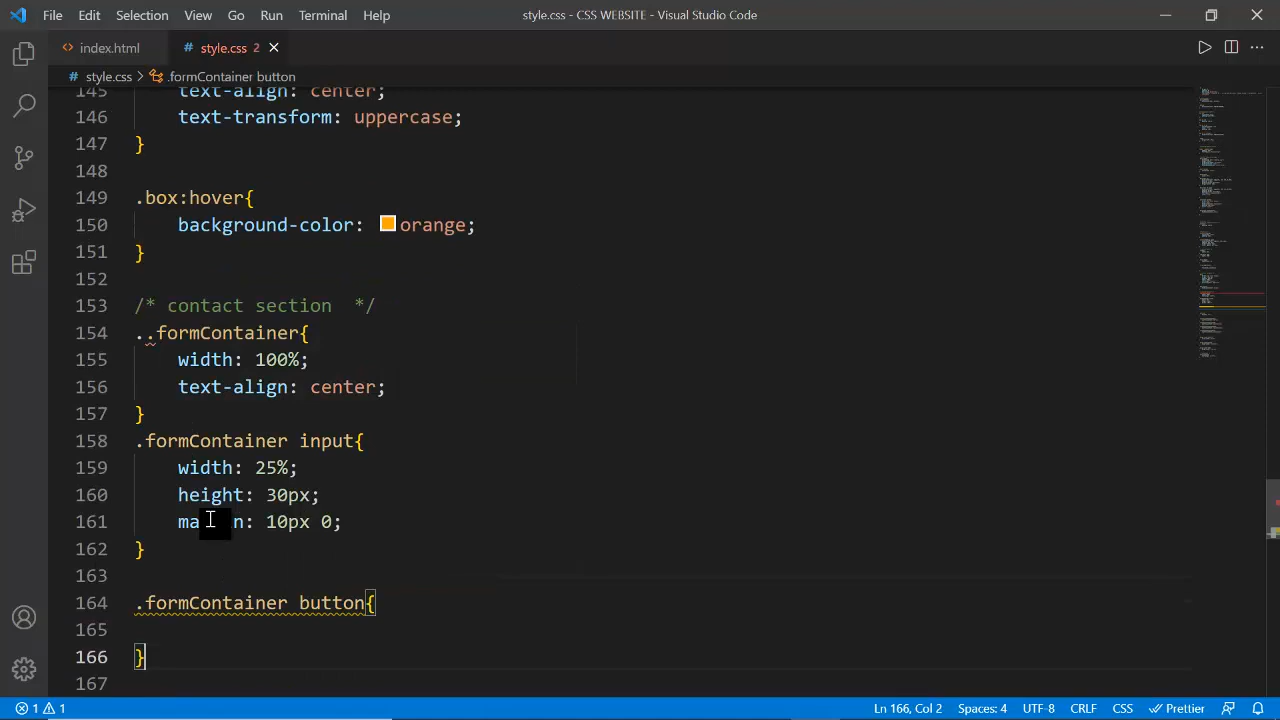 File Edit Selection View Go Run Terminal Help style.css - CSS WEBSITE - Visual Studio Code
index.html style.css 2
style.css > .formContainer button
145 text-align: center;
146 text-transform: uppercase;
147 }
148
149 .box:hover{
150 background-color: orange;
151 }
152
153 /* contact section  */
154 ..formContainer{
155 width: 100%;
156 text-align: center;
157 }
158 .formContainer input{
159 width: 25%;
160 height: 30px;
161 10px 0;
162 }
163
164 .formContainer button{
165
166 }
167
1 1 Ln 166, Col 2 Spaces: 4 UTF-8 CRLF CSS Prettier